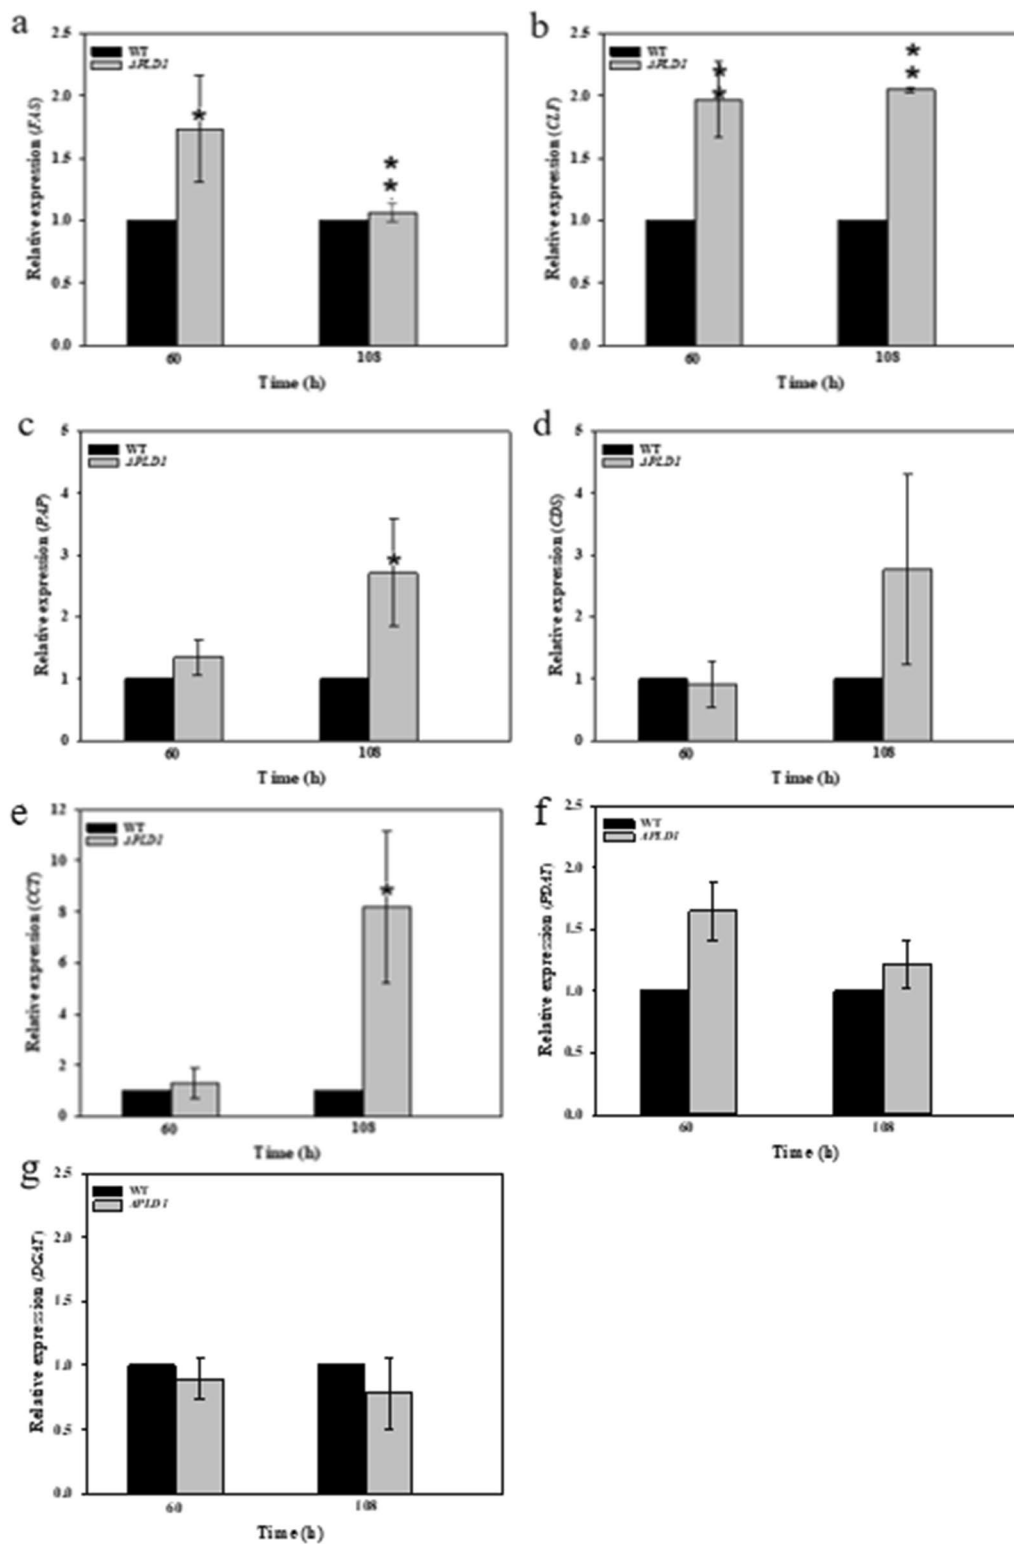 a
2.5
2.0
1.5
1.0
0.5
0.0
Relative expression (FAS)
WT
ΔPLD1
*
**
60
108
Time (h)
b
2.5
2.0
1.5
1.0
0.5
0.0
Relative expression (CLF)
WT
ΔPLD1
**
**
60
108
Time (h)
c
5
4
3
2
1
0
Relative expression (PAP)
WT
ΔPLD1
*
60
108
Time (h)
d
5
4
3
2
1
0
Relative expression (CDS)
WT
ΔPLD1
60
108
Time (h)
e
12
10
8
6
4
2
0
Relative expression (CCT)
WT
ΔPLD1
*
60
108
Time (h)
f
2.5
2.0
1.5
1.0
0.5
0.0
Relative expression (PDAT)
WT
ΔPLD1
60
108
Time (h)
g
2.5
2.0
1.5
1.0
0.5
0.0
Relative expression (DGAT)
WT
ΔPLD1
60
108
Time (h)